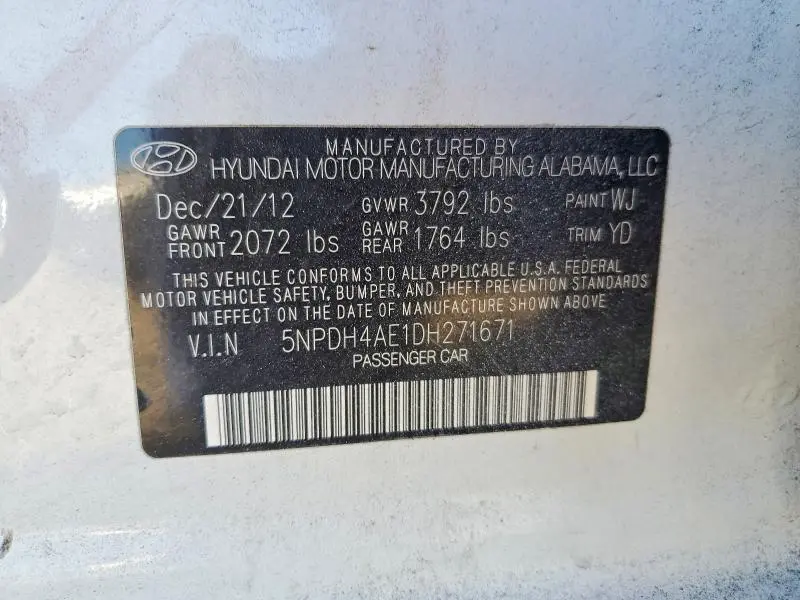 MANUFACTURED BY
HYUNDAI MOTOR MANUFACTURING ALABAMA, LLC
Dec/21/12 GVWR 3792 lbs PAINT WJ
GAWR FRONT 2072 lbs GAWR REAR 1764 lbs TRIM YD
THIS VEHICLE CONFORMS TO ALL APPLICABLE U.S.A. FEDERAL
MOTOR VEHICLE SAFETY, BUMPER, AND THEFT PREVENTION STANDARDS
IN EFFECT ON THE DATE OF MANUFACTURE SHOWN ABOVE.
V.I.N 5NPDH4AE1DH271671
PASSENGER CAR